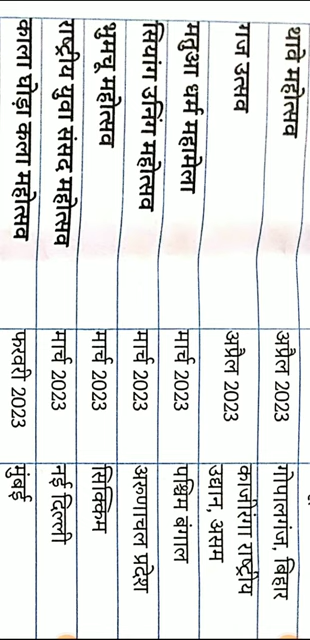 थावे महोत्सव अप्रैल 2023 गोपालगंज, बिहार
गज उत्सव अप्रैल 2023 काजीरंगा राष्ट्रीय
उद्यान, असम
मतुआ धर्म महामेला मार्च 2023 पश्चिम बंगाल
सियांग उनिंग महोत्सव मार्च 2023 अरुणाचल प्रदेश
थुमचू महोत्सव मार्च 2023 सिक्किम
राष्ट्रीय युवा संसद महोत्सव मार्च 2023 नई दिल्ली
काला घोड़ा कला महोत्सव फरवरी 2023 मुंबई